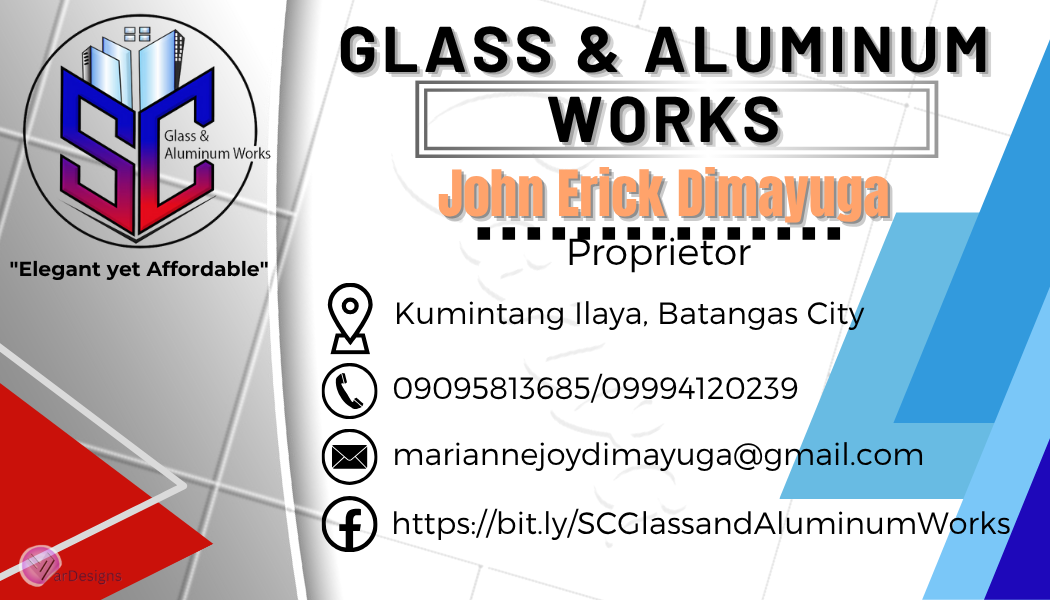 SC
Glass &
Aluminum Works
"Elegant yet Affordable"
GLASS & ALUMINUM
WORKS
John Erick Dimayuga
Proprietor
Kumintang Ilaya, Batangas City
09095813685/09994120239
mariannejoydimayuga@gmail.com
https://bit.ly/SCGlassandAluminumWorks
arDesigns